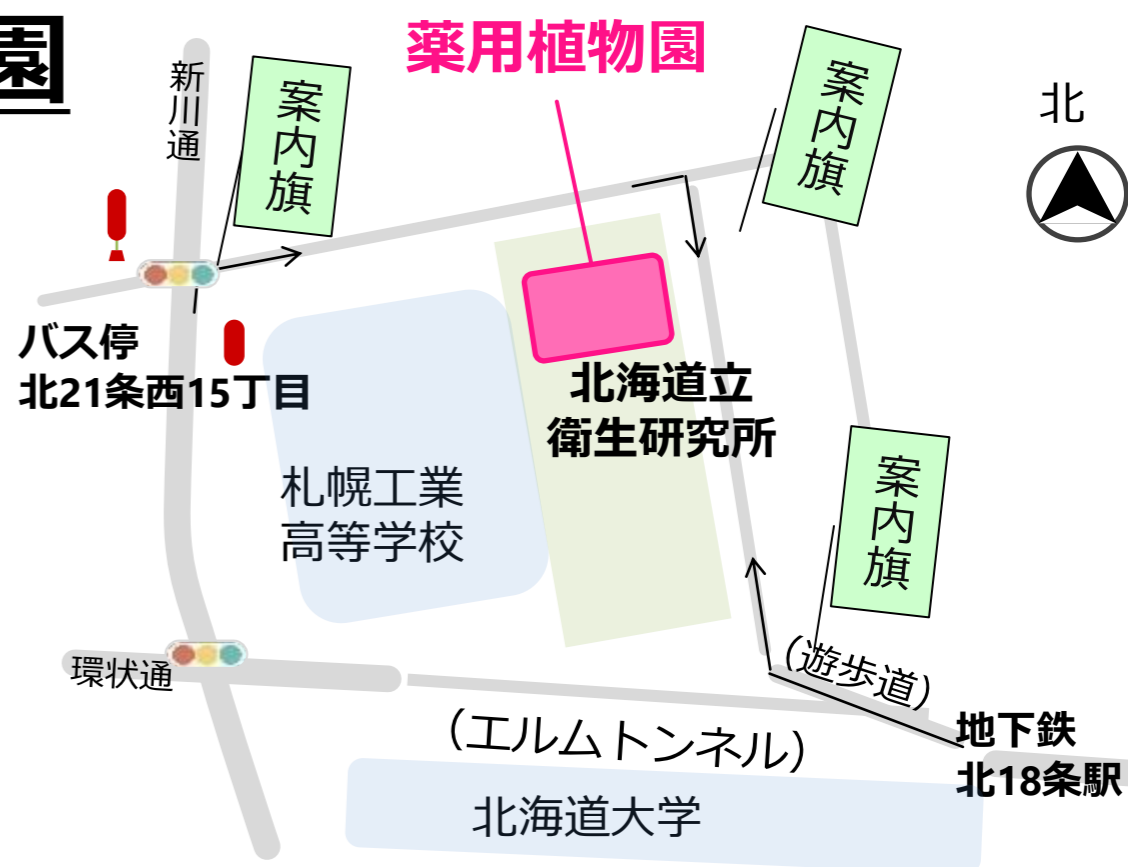 園
薬用植物園
新川通
案内旗
案内旗
北
バス停
北21条西15丁目
北海道立
衛生研究所
札幌工業
高等学校
案内旗
環状通
（遊歩道）
（エルムトンネル）
地下鉄
北18条駅
北海道大学